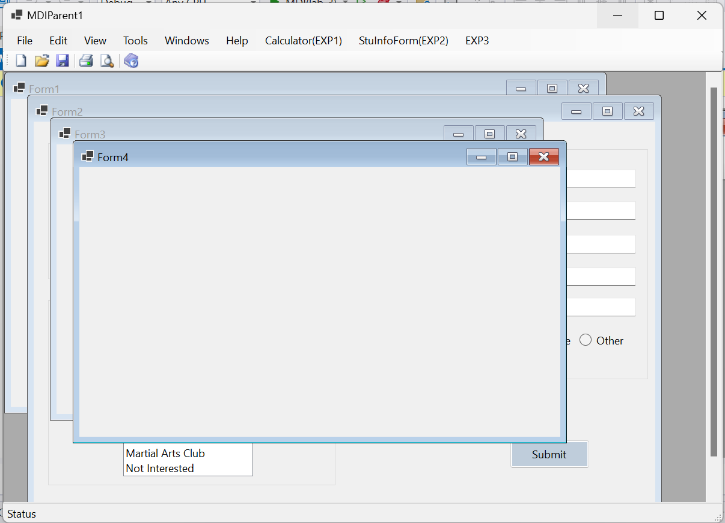 MDIParent1
File Edit View Tools Windows Help Calculator(EXP1) StuInfoForm(EXP2) EXP3
Form1
Form2
Form3
Form4
Other
Martial Arts Club
Not Interested
Submit
Status